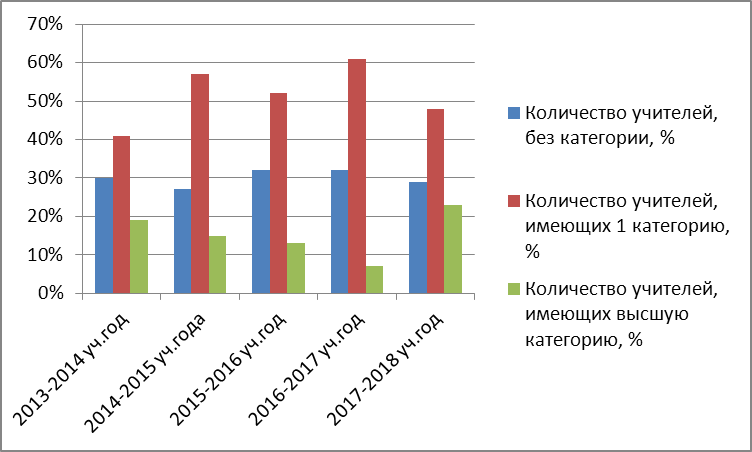 70%
60%
50%
40%
30%
20%
10%
0%
2013-2014 уч.год
2014-2015 уч.года
2015-2016 уч.год
2016-2017 уч.год
2017-2018 уч.год
Количество учителей,
без категории, %
Количество учителей,
имеющих 1 категорию,
%
Количество учителей,
имеющих высшую
категорию, %